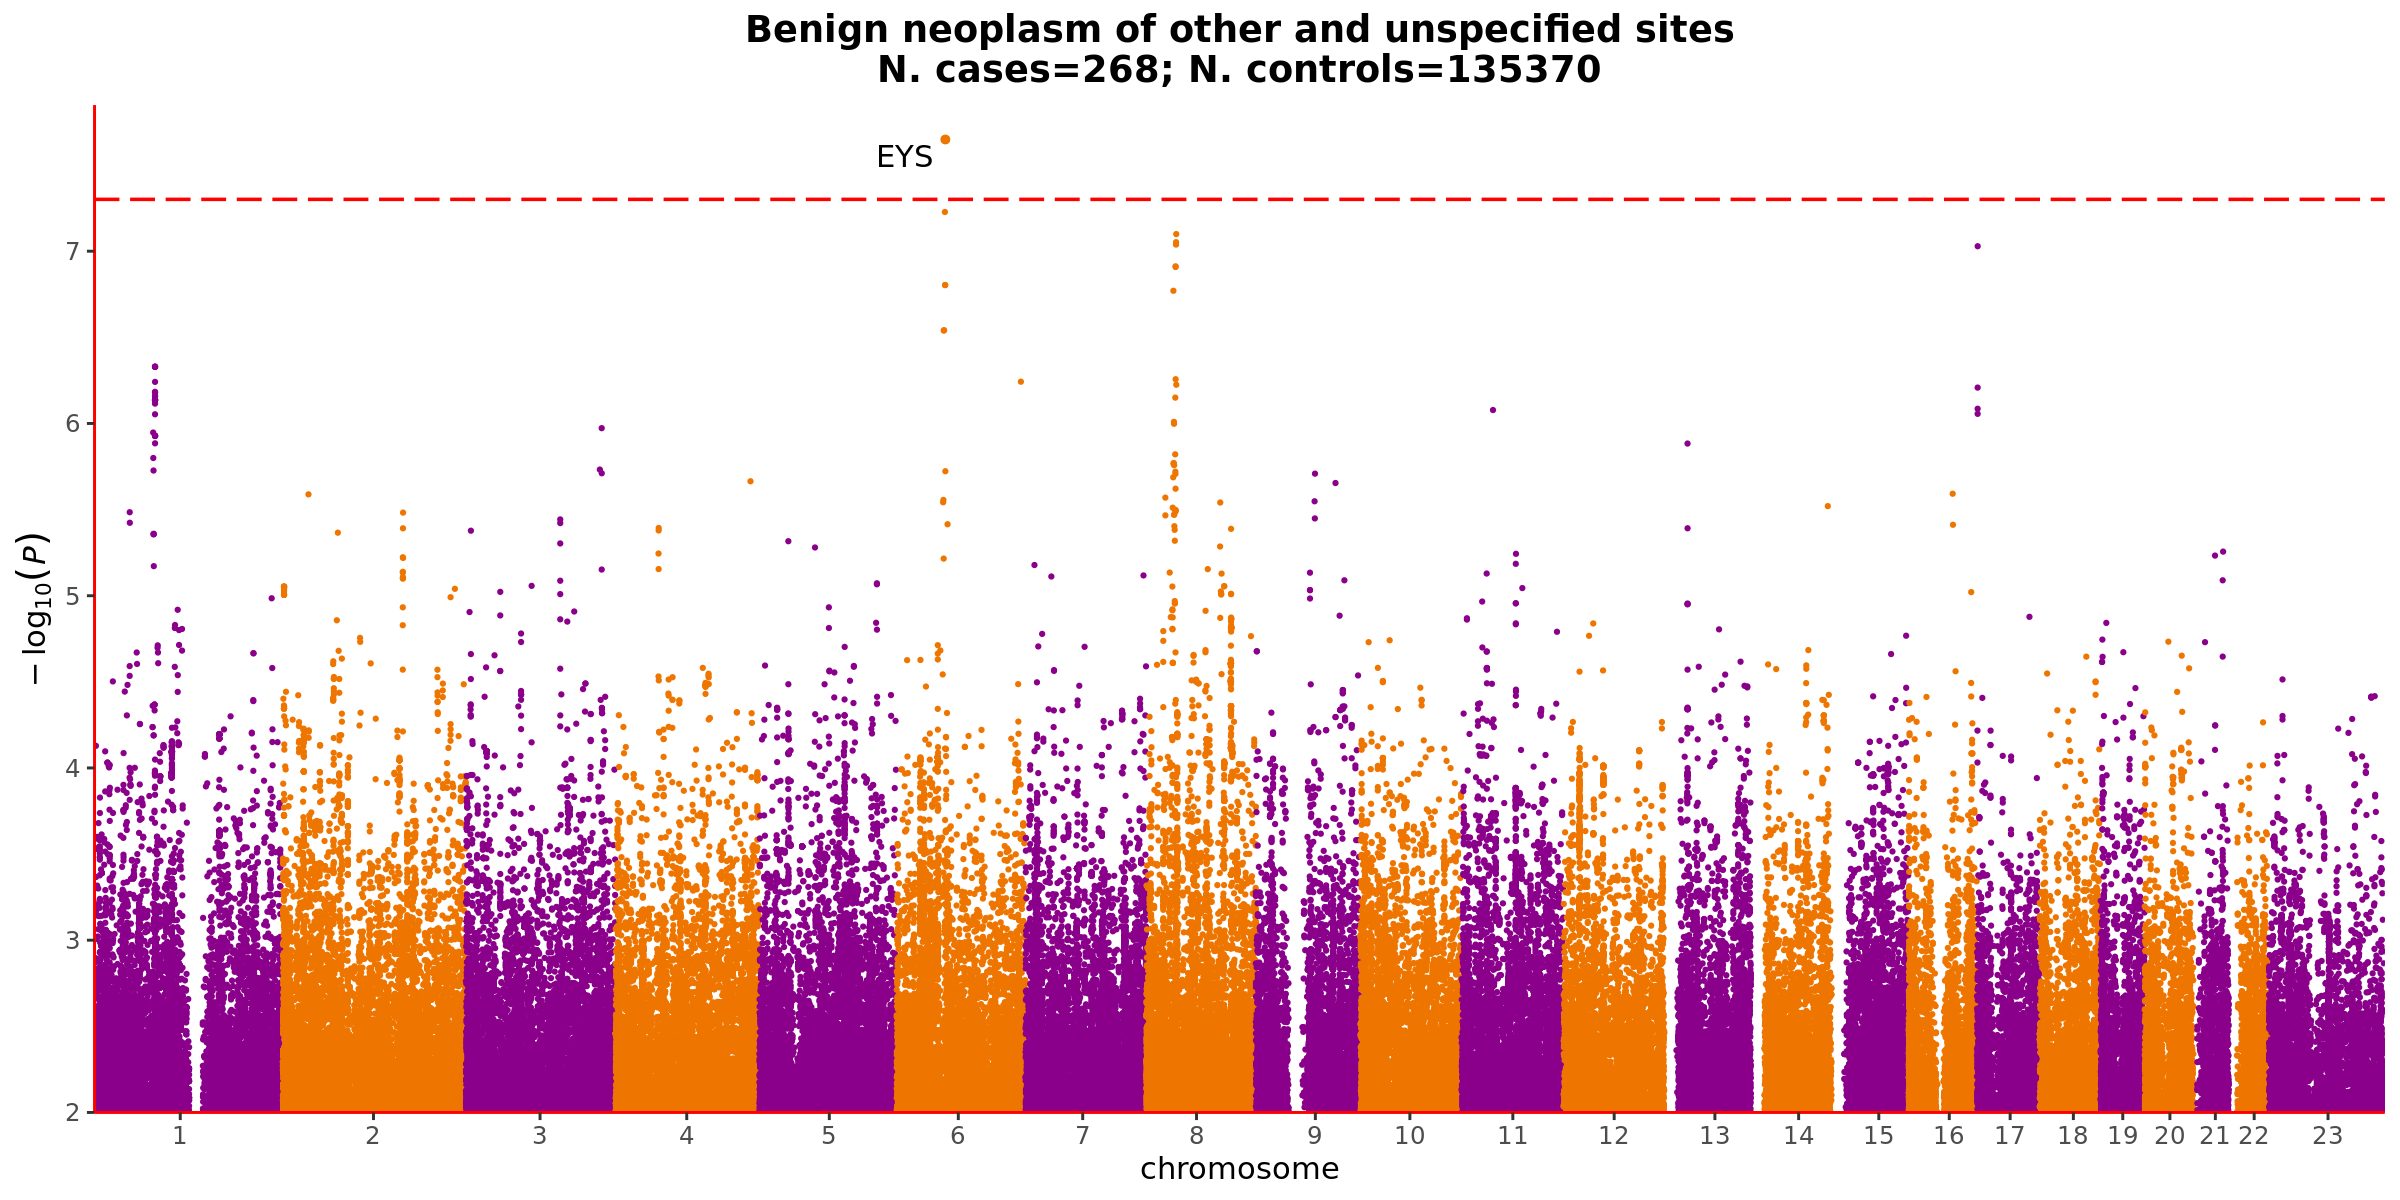 Benign neoplasm of other and unspecified sites
N. cases=268; N. controls=135370
EYS
7
6
5
4
3
2
−log10(P)
1 2 3 4 5 6 7 8 9 10 11 12 13 14 15 16 17 18 19 20 21 22 23
chromosome